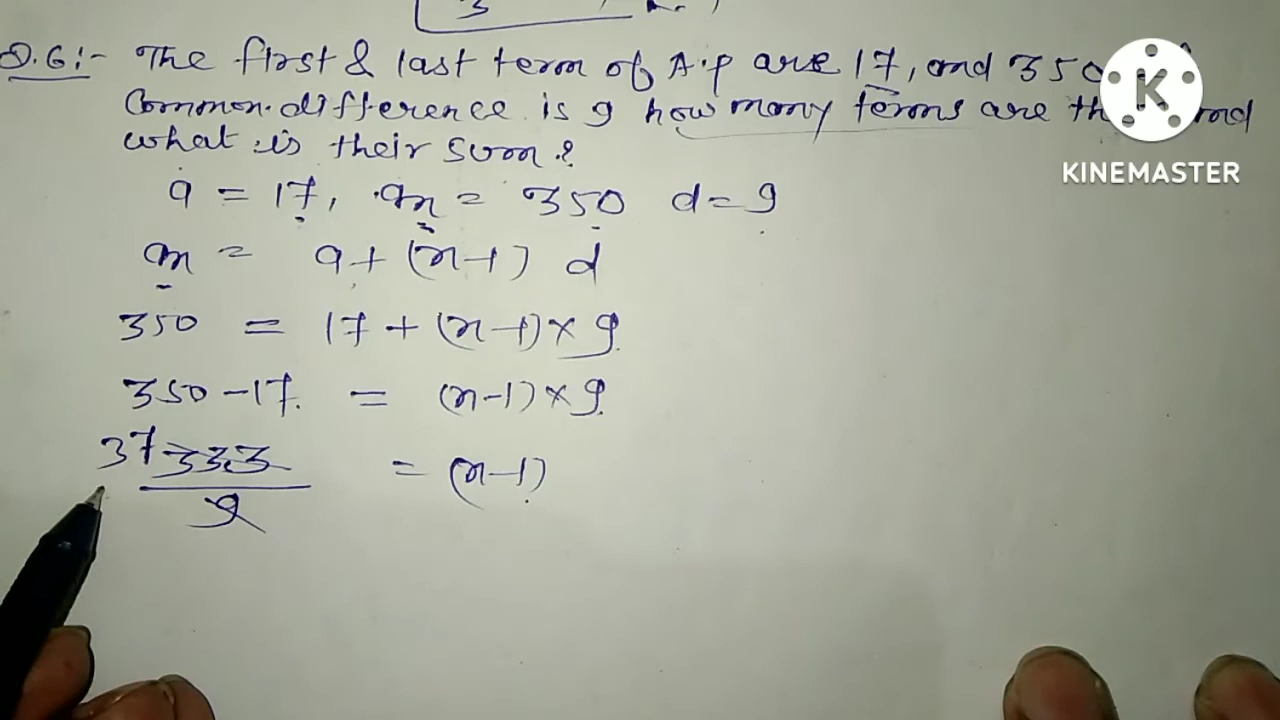 3
Q.6:- The first & last term of A.P are 17, and 350
Common difference is 9 how many terms are th and
what is their sum?
K
KINEMASTER
a = 17, an = 350 d = 9
an = a + (n-1) d
350 = 17 + (n-1) × 9
350 - 17 = (n-1) × 9
37 333 / 9 = (n-1)